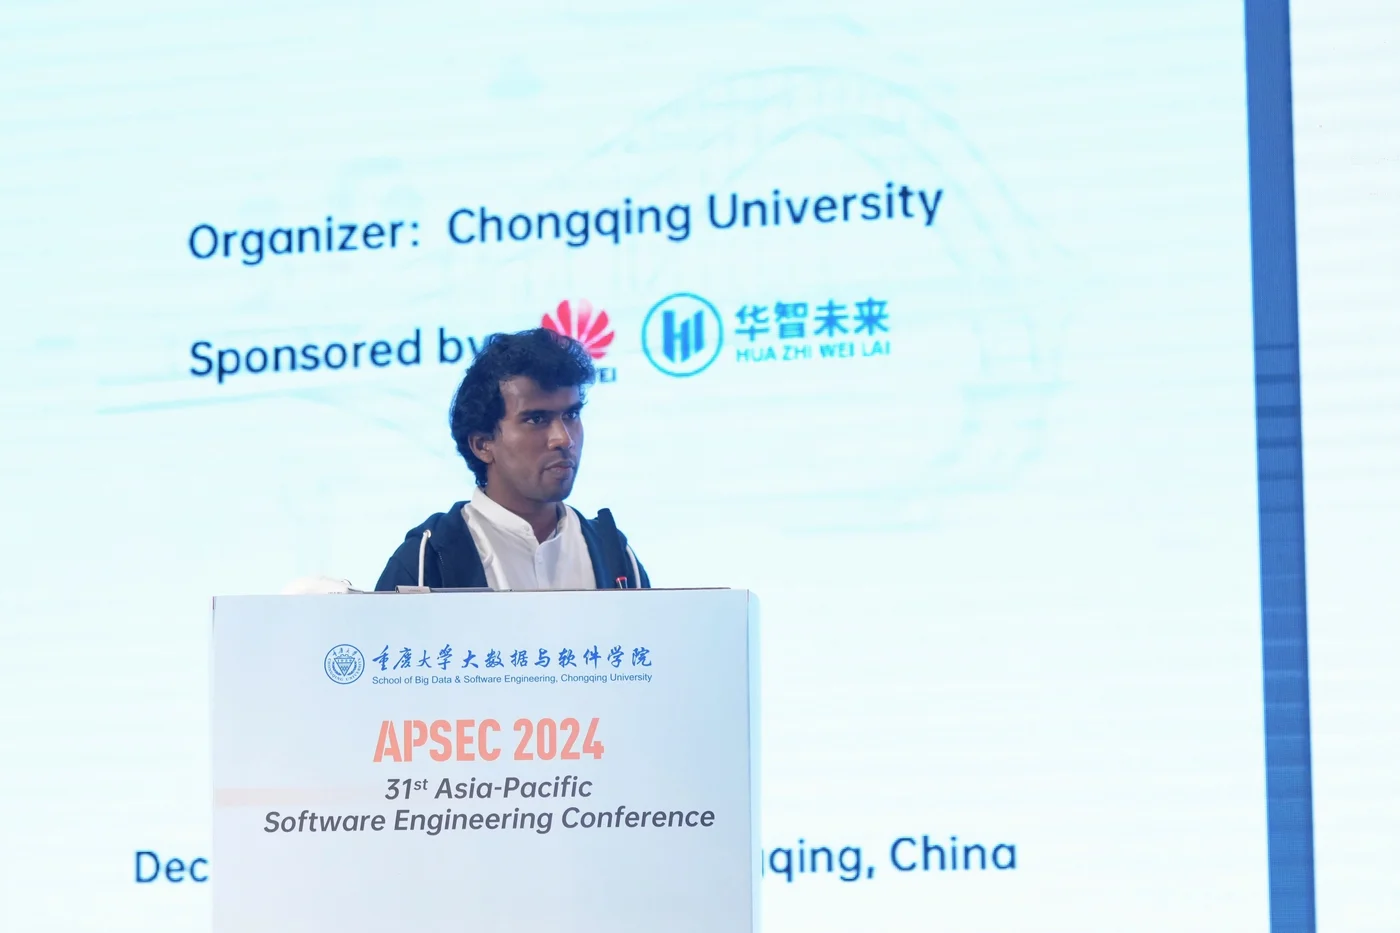 Organizer: Chongqing University
Sponsored by
华智未来
HUA ZHI WEI LAI
重庆大学大数据与软件学院
School of Big Data & Software Engineering, Chongqing University
APSEC 2024
31st Asia-Pacific
Software Engineering Conference
Dec
qing, China